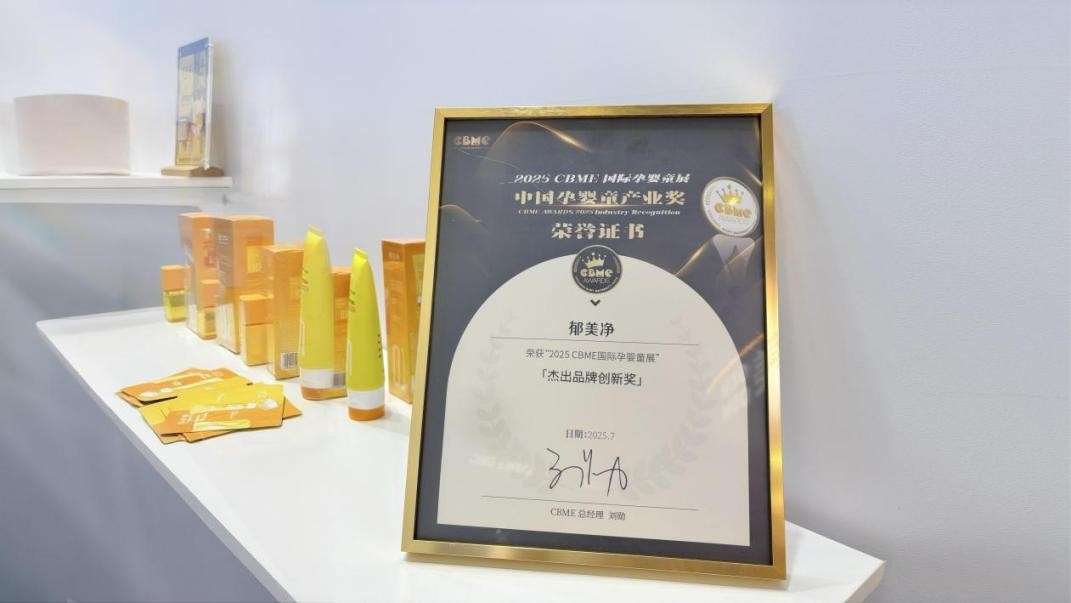 CBME
2025 CBME 国际孕婴童展
中国孕婴童产业奖
CBME AWARDS 2025 Industry Recognition
荣誉证书
CBME
AWARDS
CBME
AWARDS
郁美净
荣获“2025 CBME国际孕婴童展”
「杰出品牌创新奖」
日期:2025.7
CBME 总经理 刘勋